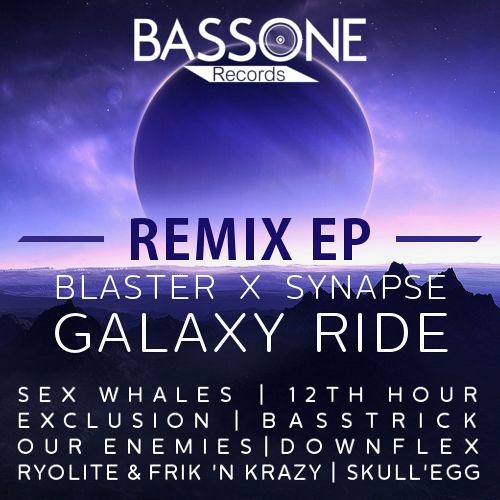 BASSONE
Records
REMIX EP
BLASTER X SYNAPSE
GALAXY RIDE
SEX WHALES | 12TH HOUR
EXCLUSION | BASSTRICK
OUR ENEMIES | DOWNFLEX
RYOLITE & FRIK 'N KRAZY | SKULL'EGG